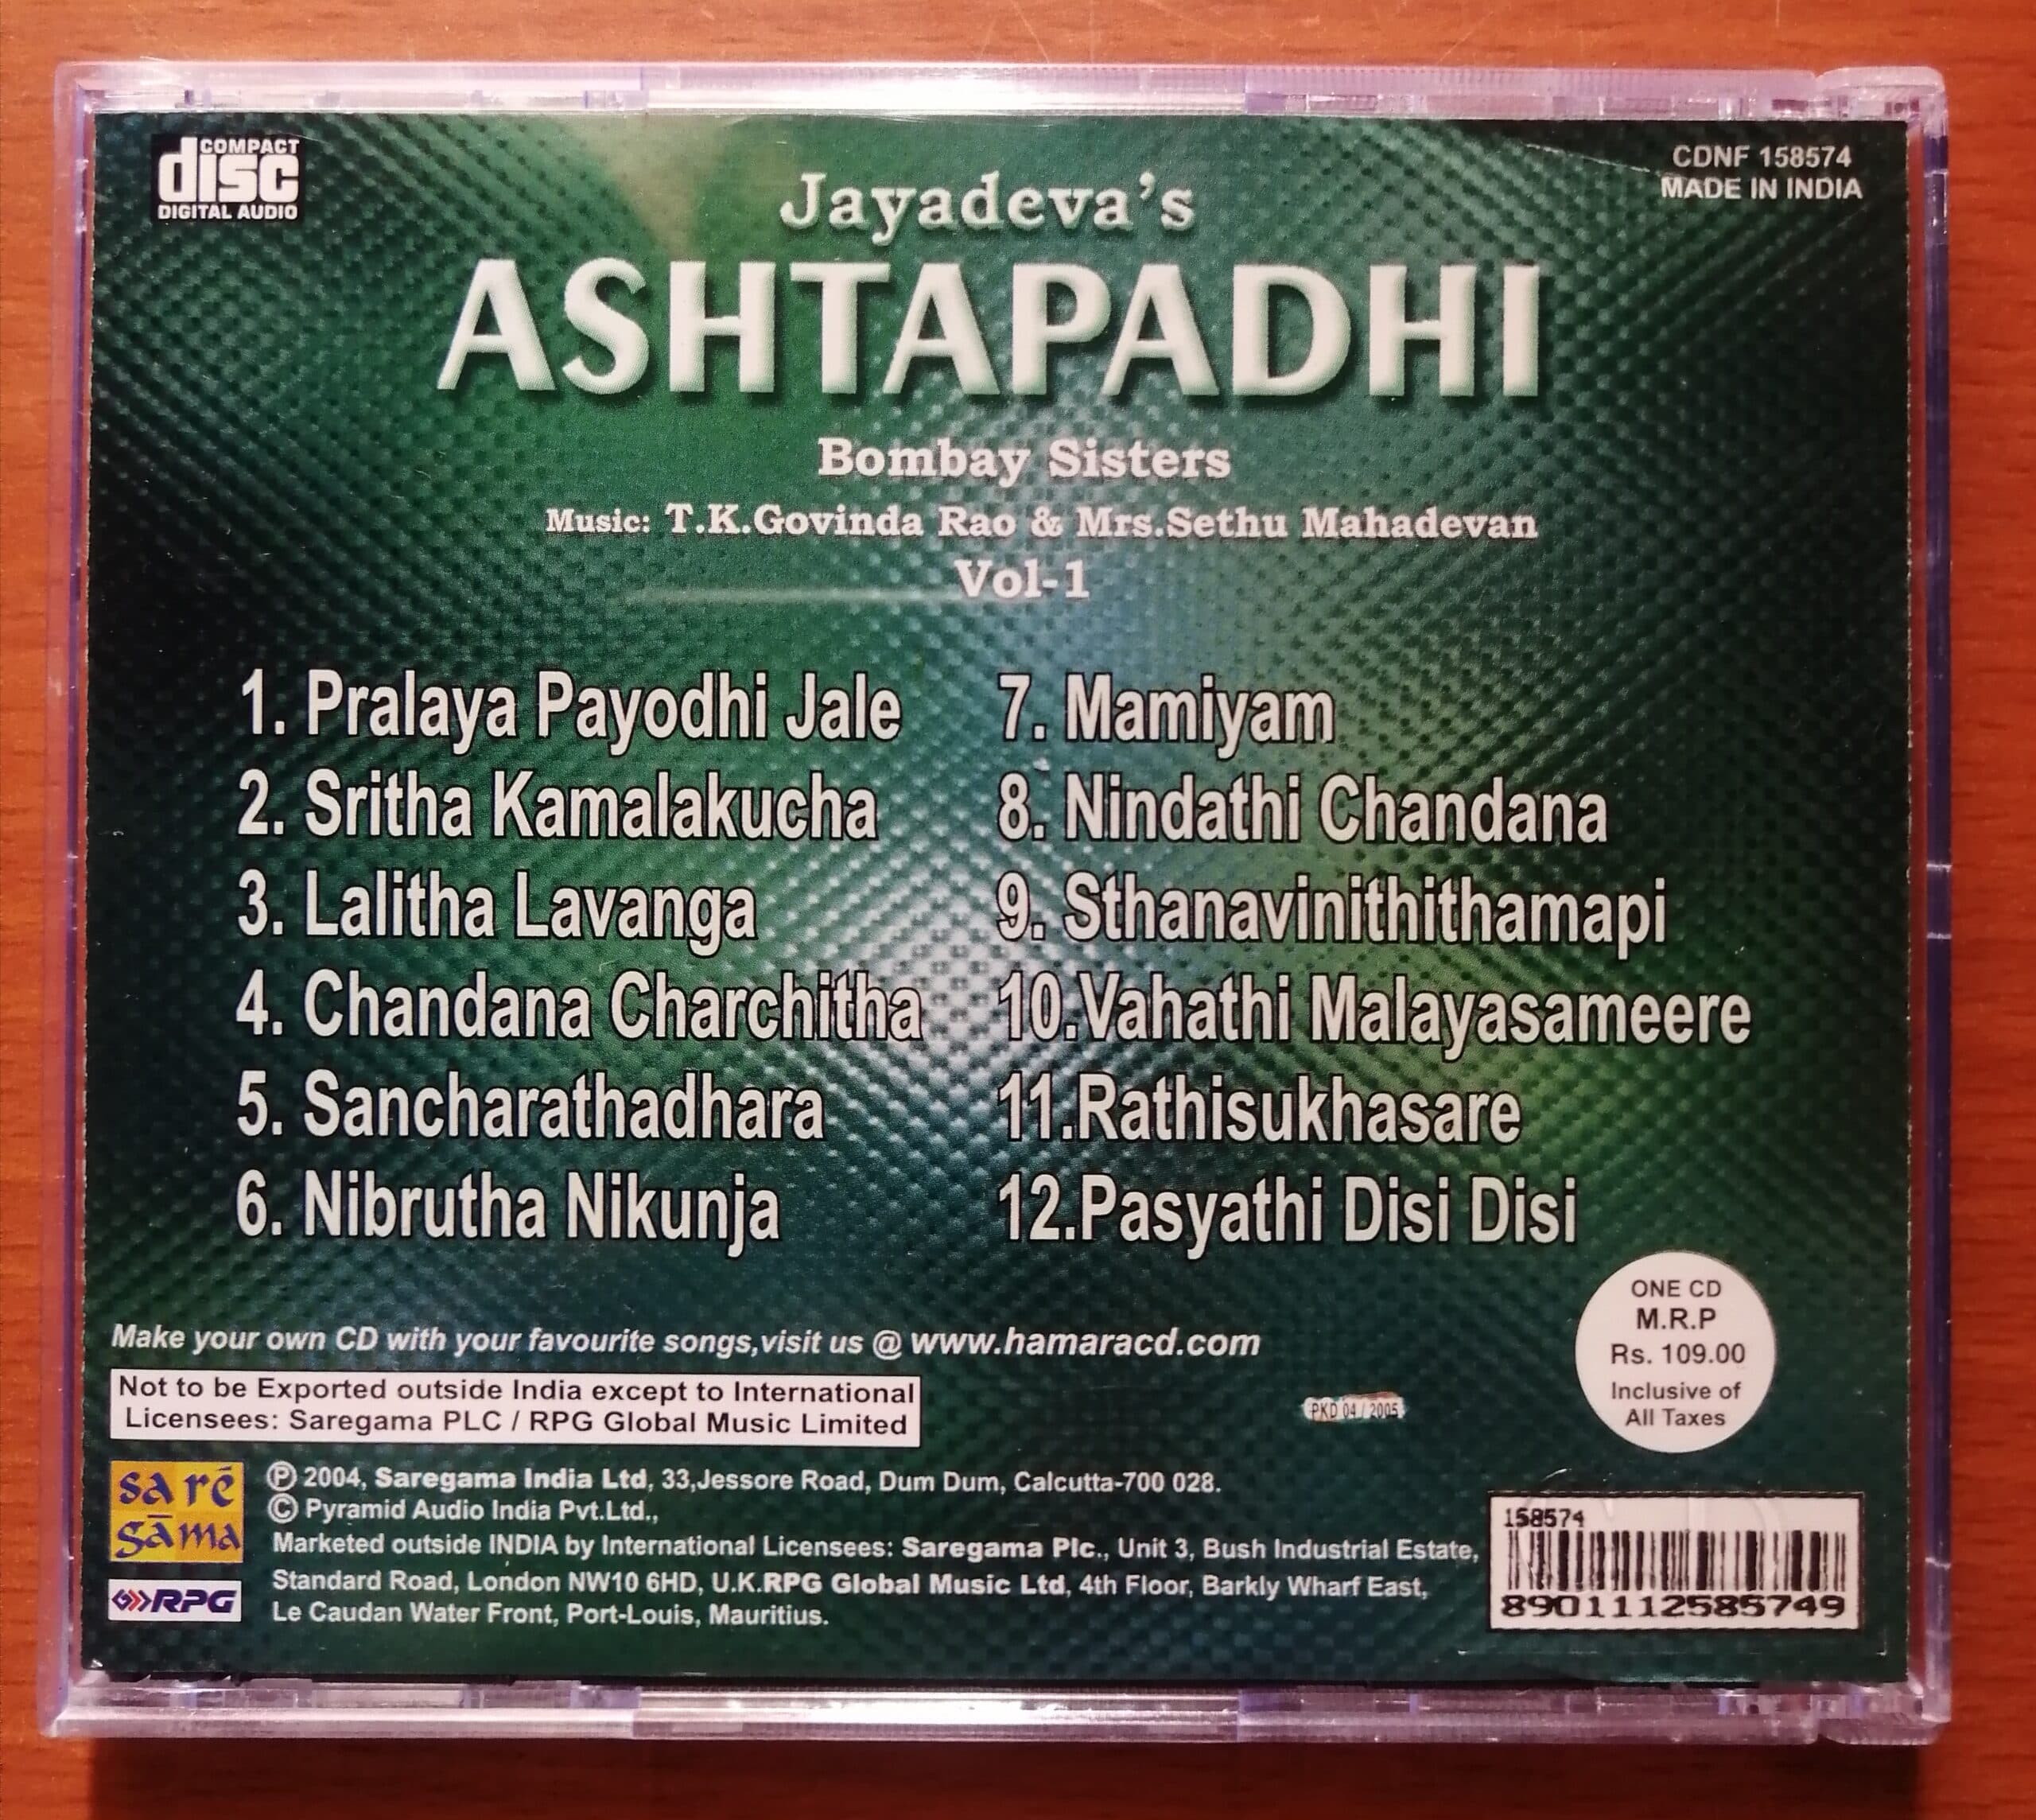 COMPACT
disc
DIGITAL AUDIO
CDNF 158574
MADE IN INDIA
Jayadeva's
ASHTAPADHI
Bombay Sisters
Music: T.K.Govinda Rao & Mrs.Sethu Mahadevan
Vol-1
1. Pralaya Payodhi Jale
2. Sritha Kamalakucha
3. Lalitha Lavanga
4. Chandana Charchitha
5. Sancharathadhara
6. Nibrutha Nikunja
7. Mamiyam
8. Nindathi Chandana
9. Sthanavinithithamapi
10.Vahathi Malayasameere
11.Rathisukhasare
12.Pasyathi Disi Disi
Make your own CD with your favourite songs,visit us @ www.hamaracd.com
Not to be Exported outside India except to International
Licensees: Saregama PLC / RPG Global Music Limited
PKD 04 / 2005
ONE CD
M.R.P
Rs. 109.00
Inclusive of
All Taxes
sa ré
gāma
RPG
℗ 2004, Saregama India Ltd, 33,Jessore Road, Dum Dum, Calcutta-700 028.
© Pyramid Audio India Pvt.Ltd.,
Marketed outside INDIA by International Licensees: Saregama Plc., Unit 3, Bush Industrial Estate,
Standard Road, London NW10 6HD, U.K.RPG Global Music Ltd, 4th Floor, Barkly Wharf East,
Le Caudan Water Front, Port-Louis, Mauritius.
158574
8901112585749